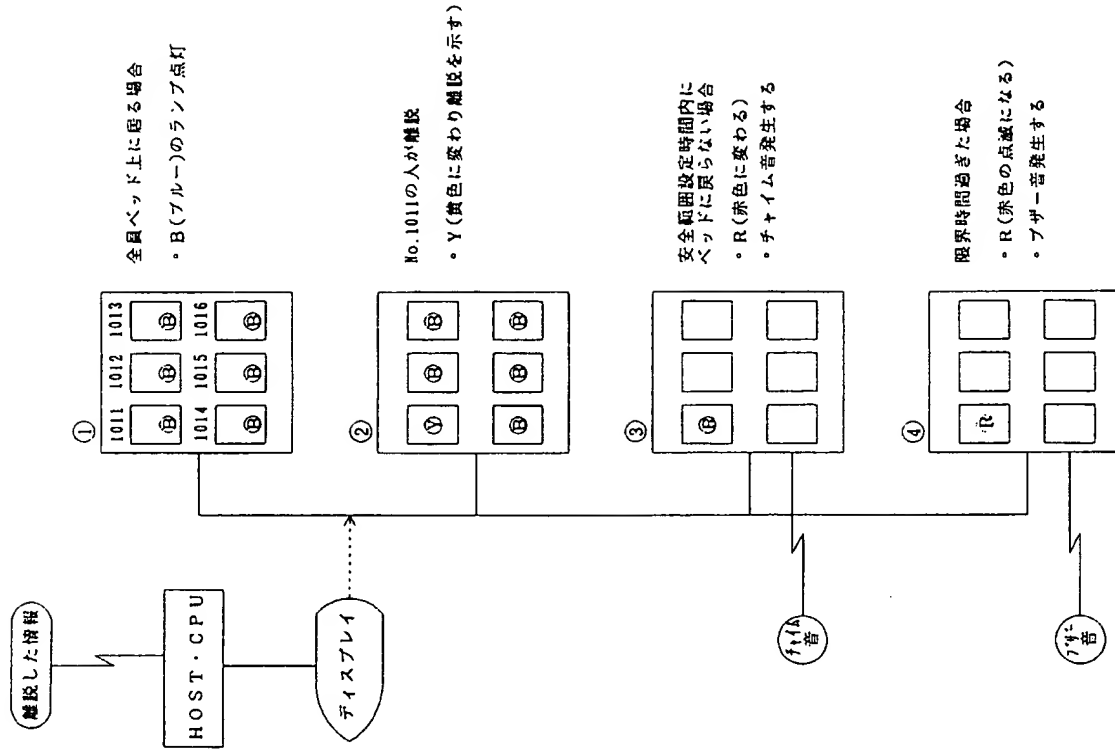 離脱した情報
HOST・CPU
ディスプレイ
①
1011 1012 1013
B B B
1014 1015 1016
B B B
全員ベッド上に居る場合
・B(ブルー)のランプ点灯
②
Y B B
B B B
No.1011の人が離脱
・Y(黄色に変わり離脱を示す)
③
R
チャイム
音
安全範囲設定時間内に
ベッドに戻らない場合
・R(赤色に変わる)
・チャイム音発生する
④
R
ブザー
音
限界時間過ぎた場合
・R(赤色の点滅になる)
・ブザー音発生する